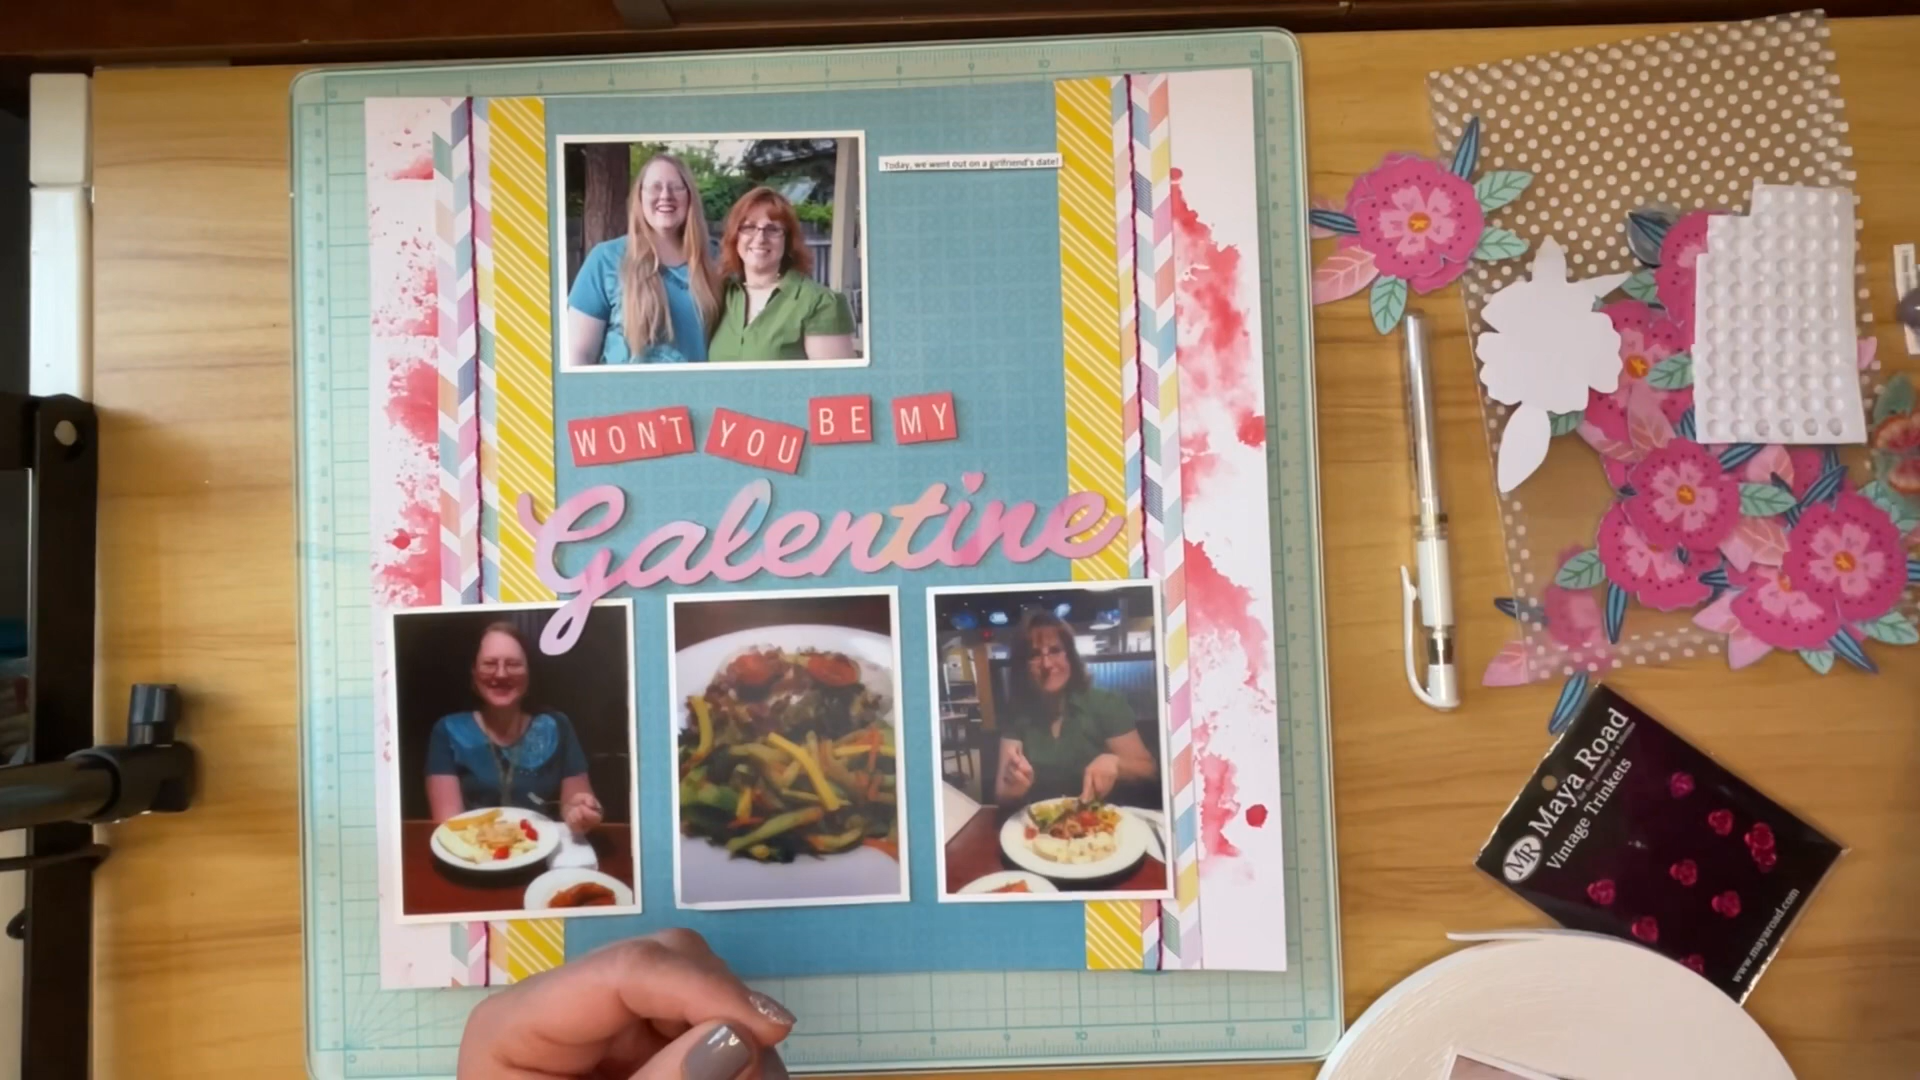 Today, we went out on a girlfriend's date!
WON'T YOU BE MY
Galentine
MR Maya Road
Vintage Trinkets
www.mayaroad.com